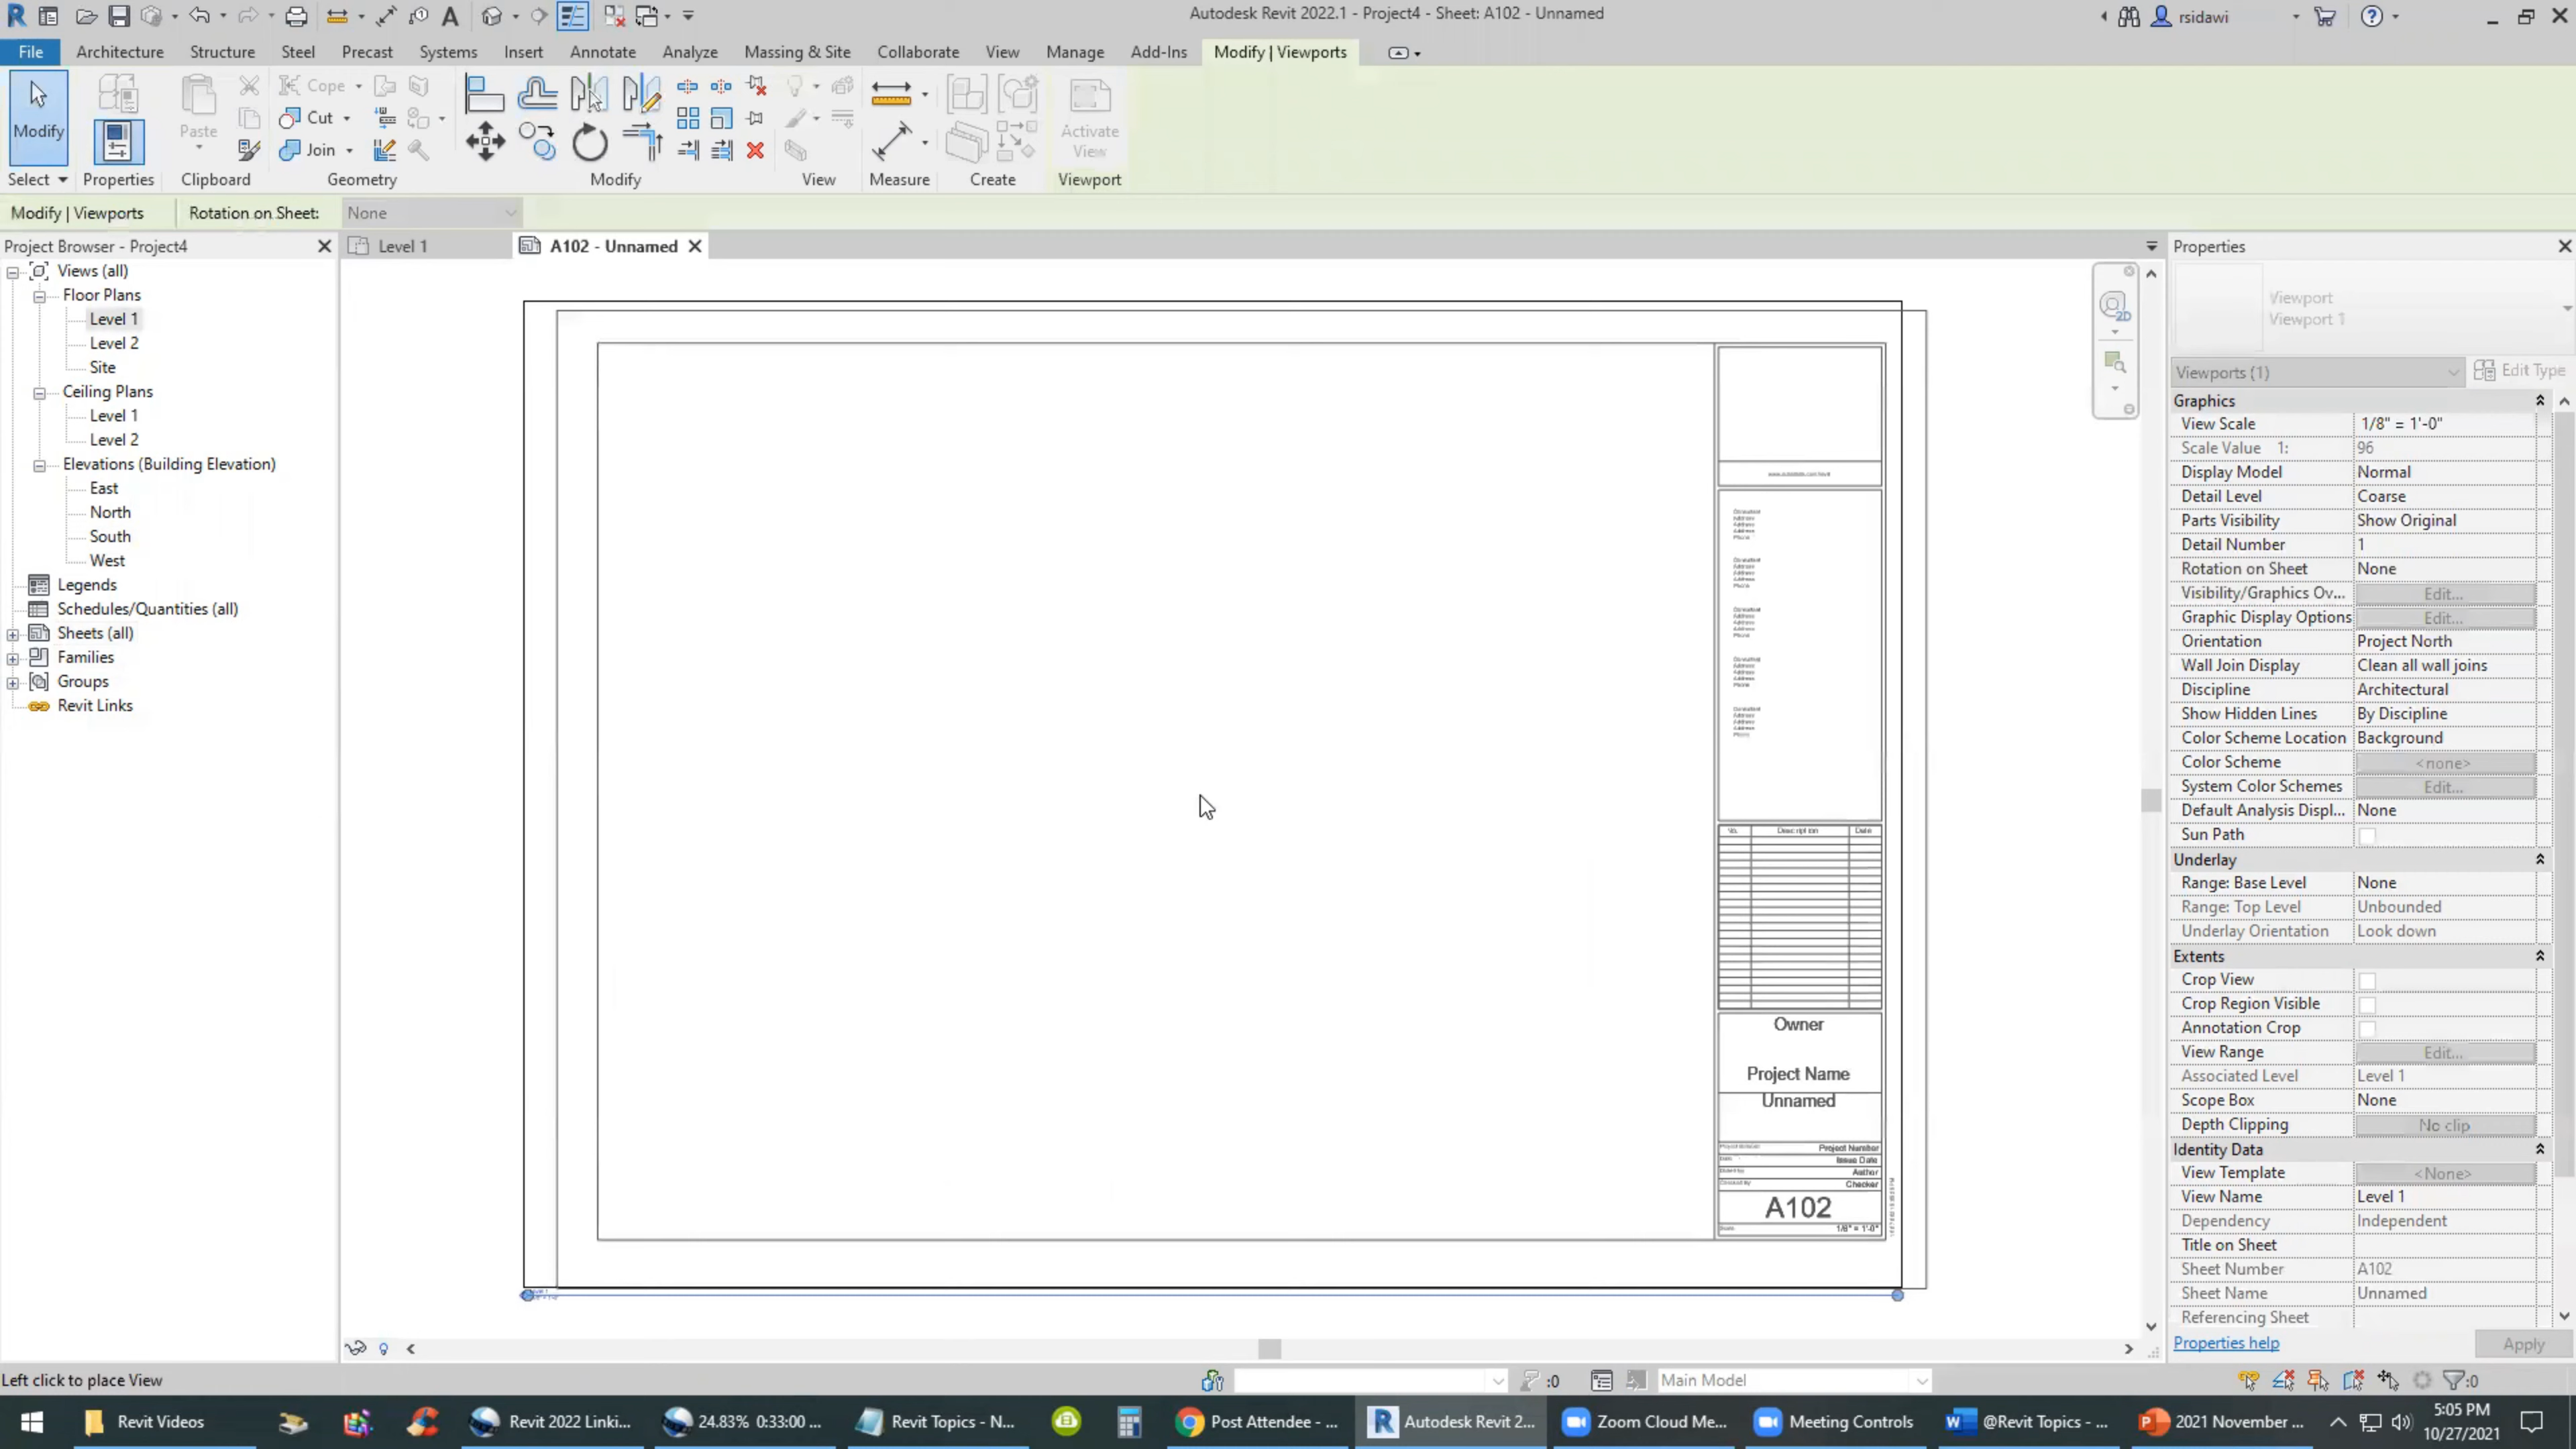 Autodesk Revit 2022.1 - Project4 - Sheet: A102 - Unnamed
rsidawi
File Architecture Structure Steel Precast Systems Insert Annotate Analyze Massing & Site Collaborate View Manage Add-Ins Modify | Viewports
Modify
Cope
Cut
Join
Paste
Activate
View
Select Properties Clipboard Geometry Modify View Measure Create Viewport
Modify | Viewports Rotation on Sheet: None
Project Browser - Project4
Level 1
A102 - Unnamed
Views (all)
Floor Plans
Level 1
Level 2
Site
Ceiling Plans
Level 1
Level 2
Elevations (Building Elevation)
East
North
South
West
Legends
Schedules/Quantities (all)
Sheets (all)
Families
Groups
Revit Links
No. Description Date
Owner
Project Name
Unnamed
Project Number
Issue Date
Author
Checker
A102
1/8" = 1'-0"
Properties
Viewport
Viewport 1
Viewports (1) Edit Type
Graphics
View Scale 1/8" = 1'-0"
Scale Value 1: 96
Display Model Normal
Detail Level Coarse
Parts Visibility Show Original
Detail Number 1
Rotation on Sheet None
Visibility/Graphics Ov... Edit...
Graphic Display Options Edit...
Orientation Project North
Wall Join Display Clean all wall joins
Discipline Architectural
Show Hidden Lines By Discipline
Color Scheme Location Background
Color Scheme <none>
System Color Schemes Edit...
Default Analysis Displ... None
Sun Path
Underlay
Range: Base Level None
Range: Top Level Unbounded
Underlay Orientation Look down
Extents
Crop View
Crop Region Visible
Annotation Crop
View Range Edit...
Associated Level Level 1
Scope Box None
Depth Clipping No clip
Identity Data
View Template <None>
View Name Level 1
Dependency Independent
Title on Sheet
Sheet Number A102
Sheet Name Unnamed
Referencing Sheet
Properties help Apply
Left click to place View
:0
Main Model
:0
Revit Videos
Revit 2022 Linki...
24.83% 0:33:00 ...
Revit Topics - N...
Post Attendee - ...
Autodesk Revit 2...
Zoom Cloud Me...
Meeting Controls
@Revit Topics - ...
2021 November ...
5:05 PM
10/27/2021